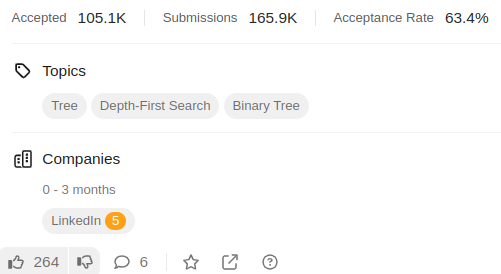 Accepted 105.1K Submissions 165.9K Acceptance Rate 63.4%
Topics
Tree Depth-First Search Binary Tree
Companies
0 - 3 months
LinkedIn 5
264 6